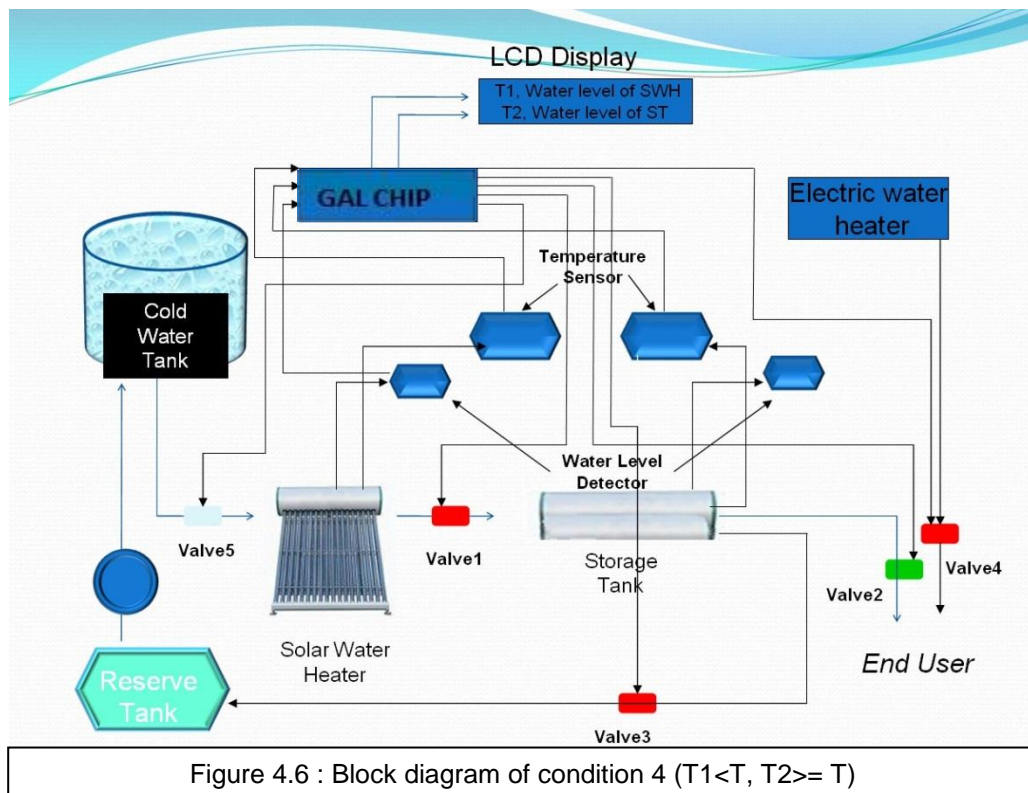 LCD Display
T1, Water level of SWH
T2, Water level of ST
GAL CHIP
Electric water
heater
Temperature
Sensor
Cold
Water
Tank
Water Level
Detector
Valve5
Valve1
Storage
Tank
Valve2
Valve4
Solar Water
Heater
End User
Reserve
Tank
Valve3
Figure 4.6 : Block diagram of condition 4 (T1<T, T2>= T)